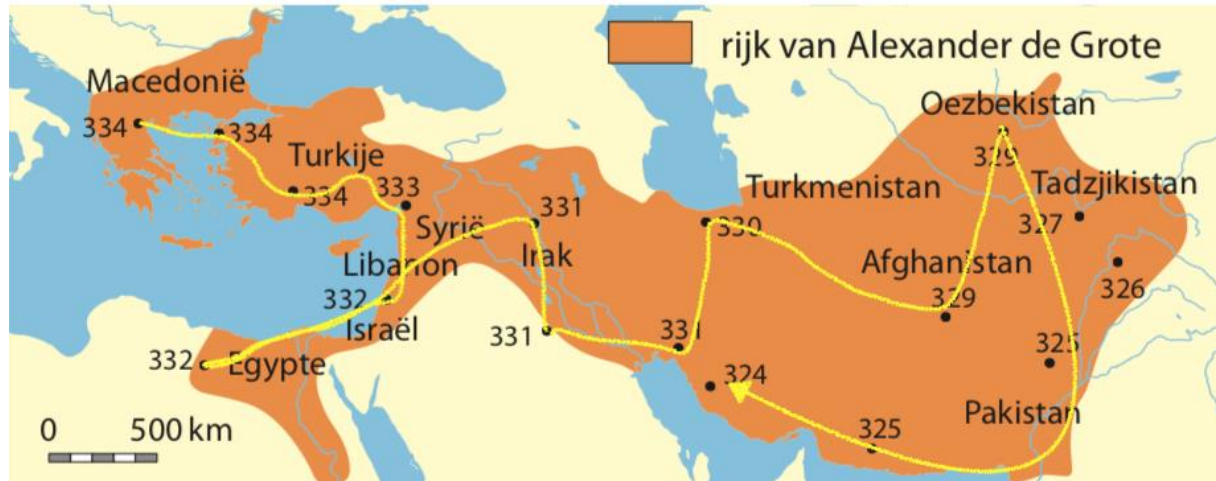 rijk van Alexander de Grote
Macedonië
Oezbekistan
334
334
329
Turkije
333
Tadzjikistan
334
331
330
Turkmenistan
327
Syrië
Irak
Libanon
Afghanistan
326
332
329
Israël
331
331
325
332
Egypte
324
Pakistan
0 500 km
325